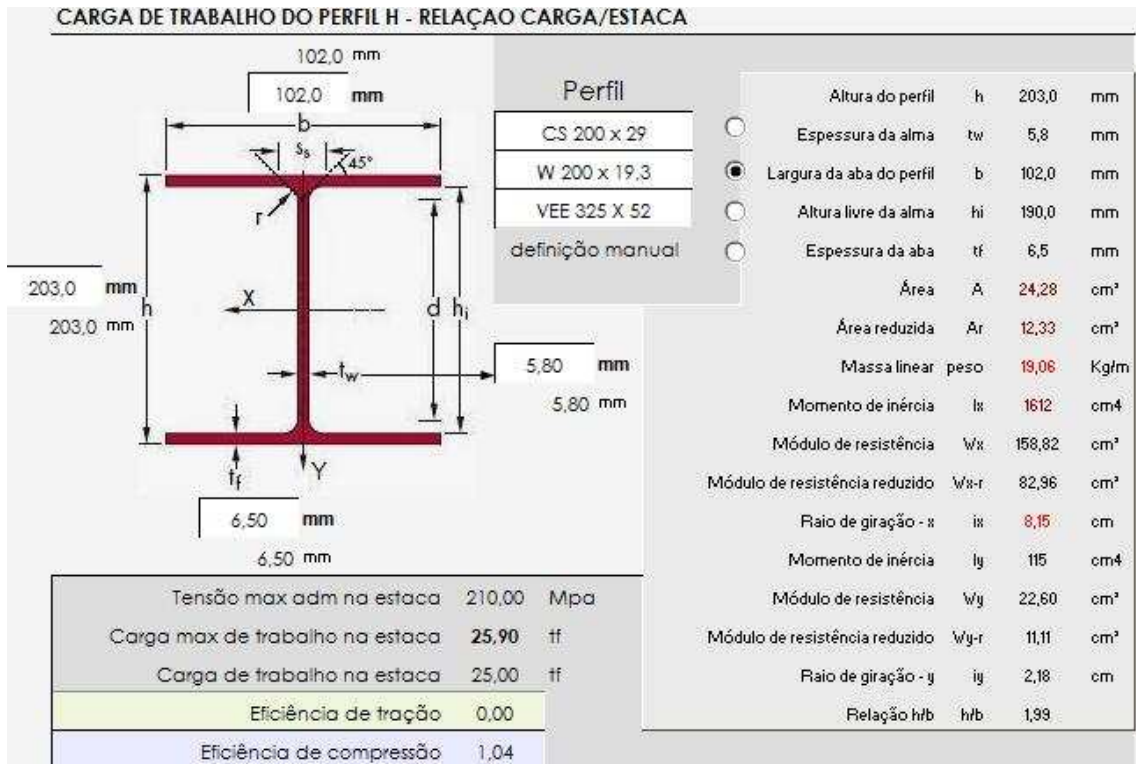 CARGA DE TRABALHO DO PERFIL H - RELAÇAO CARGA/ESTACA
102,0 mm
102,0 mm
b
Ss
45°
r
203,0 mm
203,0 mm
h
X
d
hi
tw
5,80 mm
5,80 mm
tf
Y
6,50 mm
6,50 mm
Perfil
CS 200 x 29
W 200 x 19,3
VEE 325 X 52
definição manual
Altura do perfil h 203,0 mm
Espessura da alma tw 5,8 mm
Largura da aba do perfil b 102,0 mm
Altura livre da alma hi 190,0 mm
Espessura da aba tf 6,5 mm
Área A 24,28 cm²
Área reduzida Ar 12,33 cm²
Massa linear peso 19,06 Kg/m
Momento de inércia Ix 1612 cm4
Módulo de resistência Wx 158,82 cm³
Módulo de resistência reduzido Wx-r 82,96 cm³
Raio de giração - x ix 8,15 cm
Momento de inércia Iy 115 cm4
Módulo de resistência Wy 22,60 cm³
Módulo de resistência reduzido Wy-r 11,11 cm³
Raio de giração - y iy 2,18 cm
Relação h/b h/b 1,99
Tensão max adm na estaca 210,00 Mpa
Carga max de trabalho na estaca 25,90 tf
Carga de trabalho na estaca 25,00 tf
Eficiência de tração 0,00
Eficiência de compressão 1,04